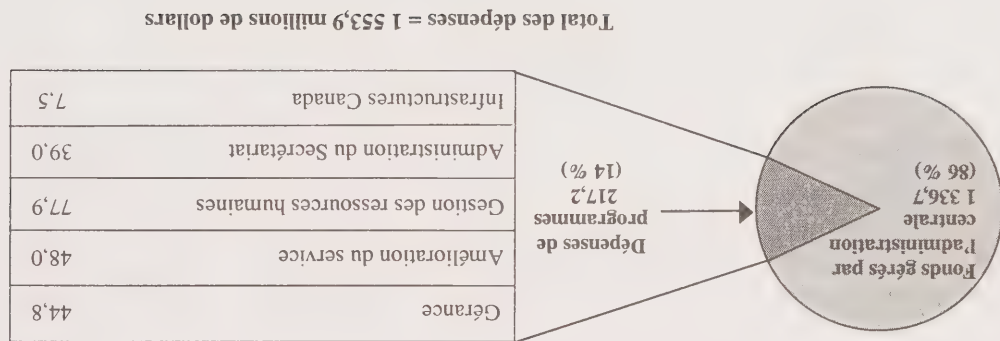 Fonds gérés par
l'administration
centrale
1 336,7
(86 %)
Dépenses de
programmes
217,2
(14 %)
Gérance 44,8
Amélioration du service 48,0
Gestion des ressources humaines 77,9
Administration du Secrétariat 39,0
Infrastructures Canada 7,5
Total des dépenses = 1 553,9 millions de dollars